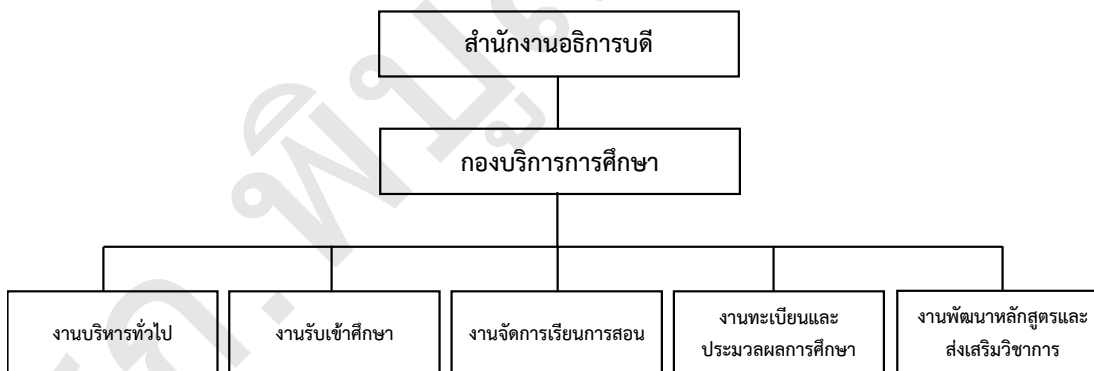 สำนักงานอธิการบดี
กองบริการการศึกษา
งานบริหารทั่วไป
งานรับเข้าศึกษา
งานจัดการเรียนการสอน
งานทะเบียนและ
ประมวลผลการศึกษา
งานพัฒนาหลักสูตรและ
ส่งเสริมวิชาการ